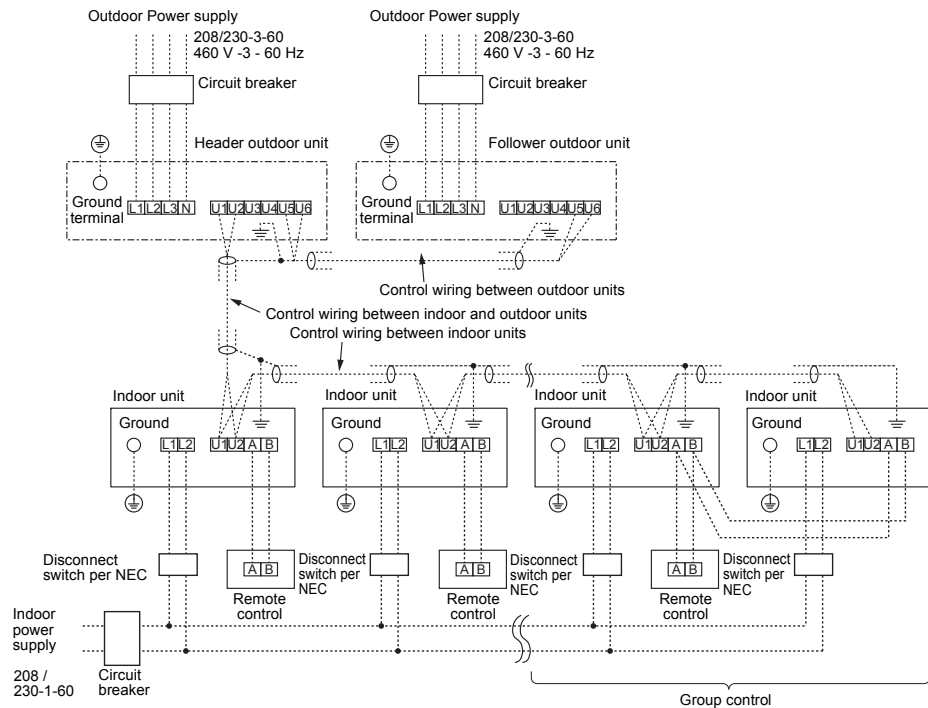 Outdoor Power supply
208/230-3-60
460 V -3 - 60 Hz
Circuit breaker
Outdoor Power supply
208/230-3-60
460 V -3 - 60 Hz
Circuit breaker
Header outdoor unit
Follower outdoor unit
Ground
terminal
L1 L2 L3 N
U1 U2 U3 U4 U5 U6
Ground
terminal
L1 L2 L3 N
U1 U2 U3 U4 U5 U6
Control wiring between outdoor units
Control wiring between indoor and outdoor units
Control wiring between indoor units
Indoor unit
Indoor unit
Indoor unit
Indoor unit
Ground
L1 L2
U1 U2 A B
Ground
L1 L2
U1 U2 A B
Ground
L1 L2
U1 U2 A B
Ground
L1 L2
U1 U2 A B
Disconnect
switch per NEC
A B
Remote
control
Disconnect
switch per
NEC
A B
Remote
control
Disconnect
switch per
NEC
A B
Remote
control
Disconnect
switch per
NEC
Indoor
power
supply
208 /
230-1-60
Circuit
breaker
Group control